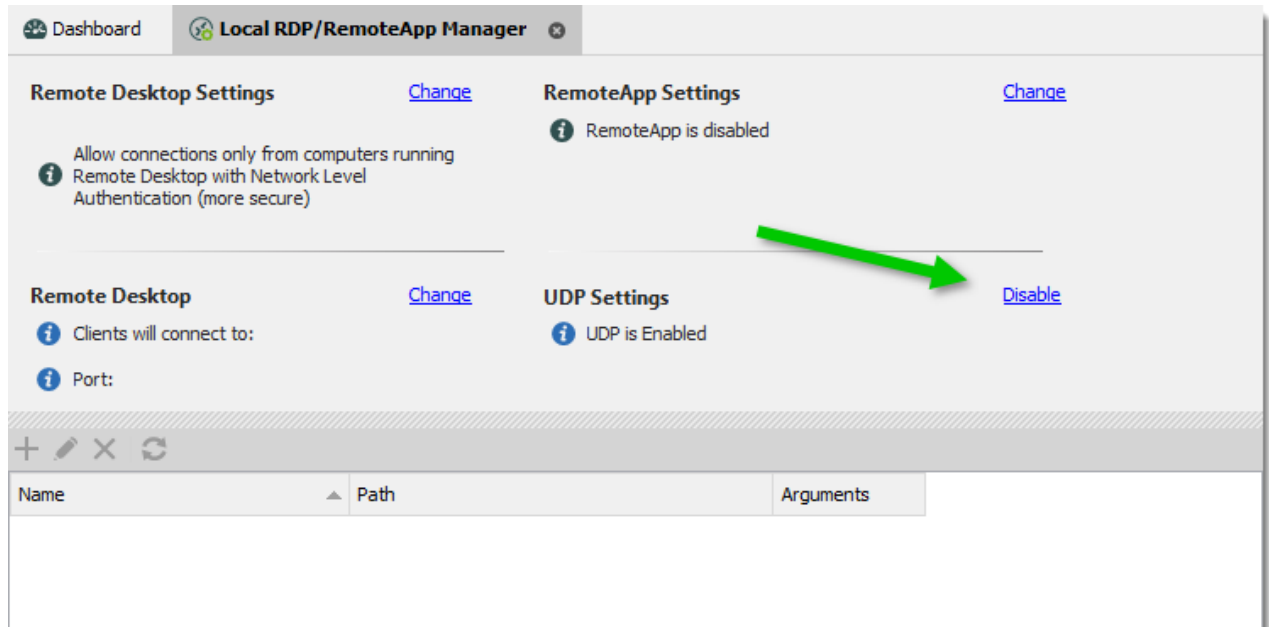 Dashboard
Local RDP/RemoteApp Manager
Remote Desktop Settings
Change
Allow connections only from computers running
Remote Desktop with Network Level
Authentication (more secure)
RemoteApp Settings
Change
RemoteApp is disabled
Remote Desktop
Change
Clients will connect to:
Port:
UDP Settings
Disable
UDP is Enabled
Name
Path
Arguments